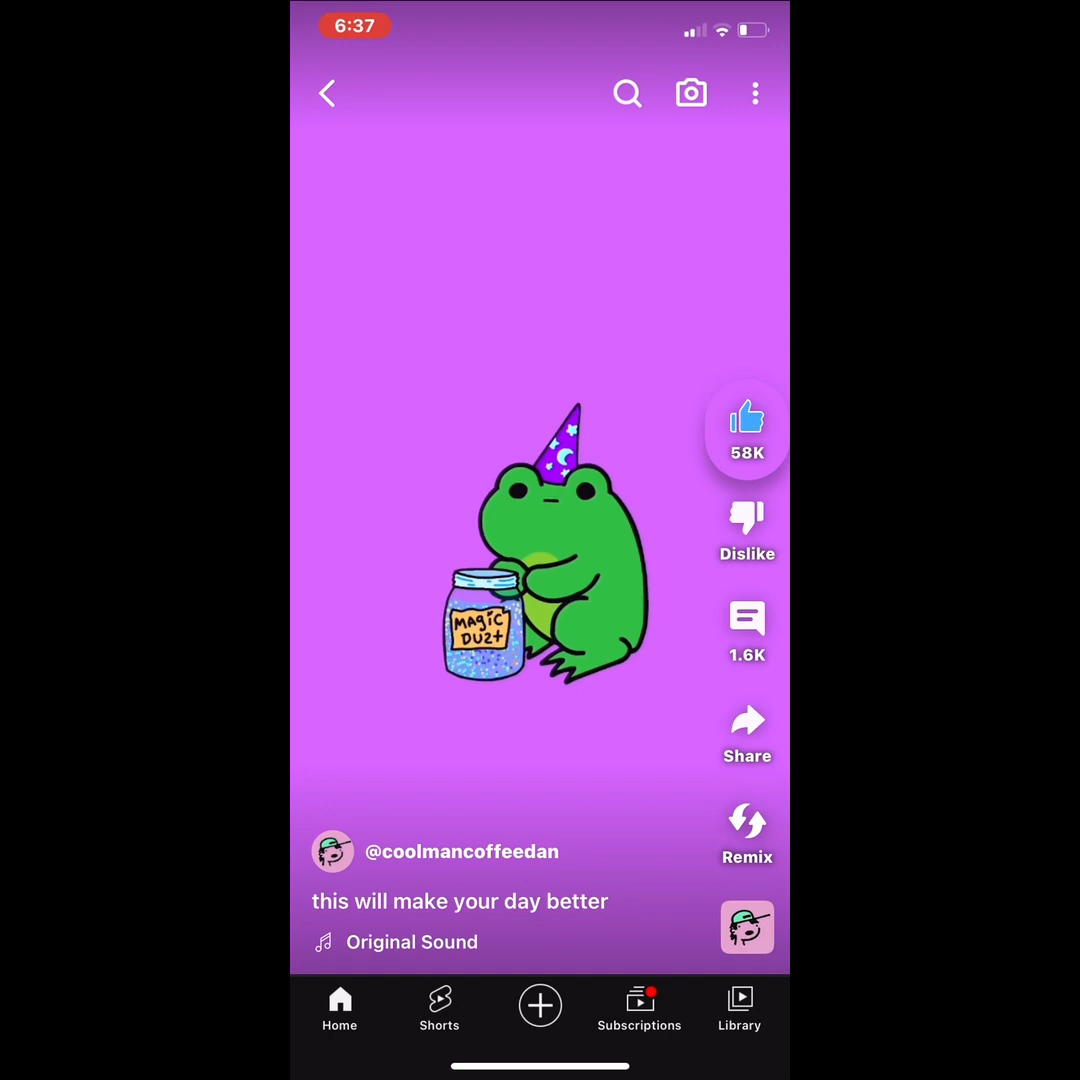 6:37
58K
Dislike
MAgic
DU2+
1.6K
Share
Remix
@coolmancoffeedan
this will make your day better
Original Sound
Home
Shorts
Subscriptions
Library